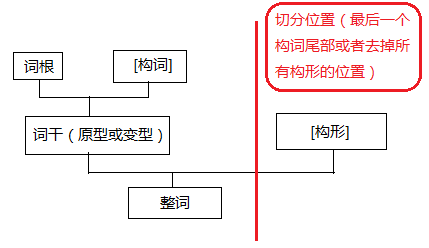 切分位置（最后一个
构词尾部或者去掉所
有构形的位置）
词根
[构词]
词干（原型或变型）
[构形]
整词